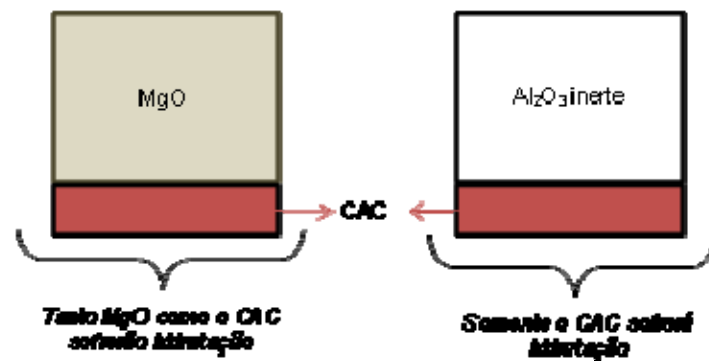 MgO
Al₂O₃ inerte
CAC
Tanto MgO como o CAC
sofrerão hidratação
Somente o CAC sofrerá
hidratação